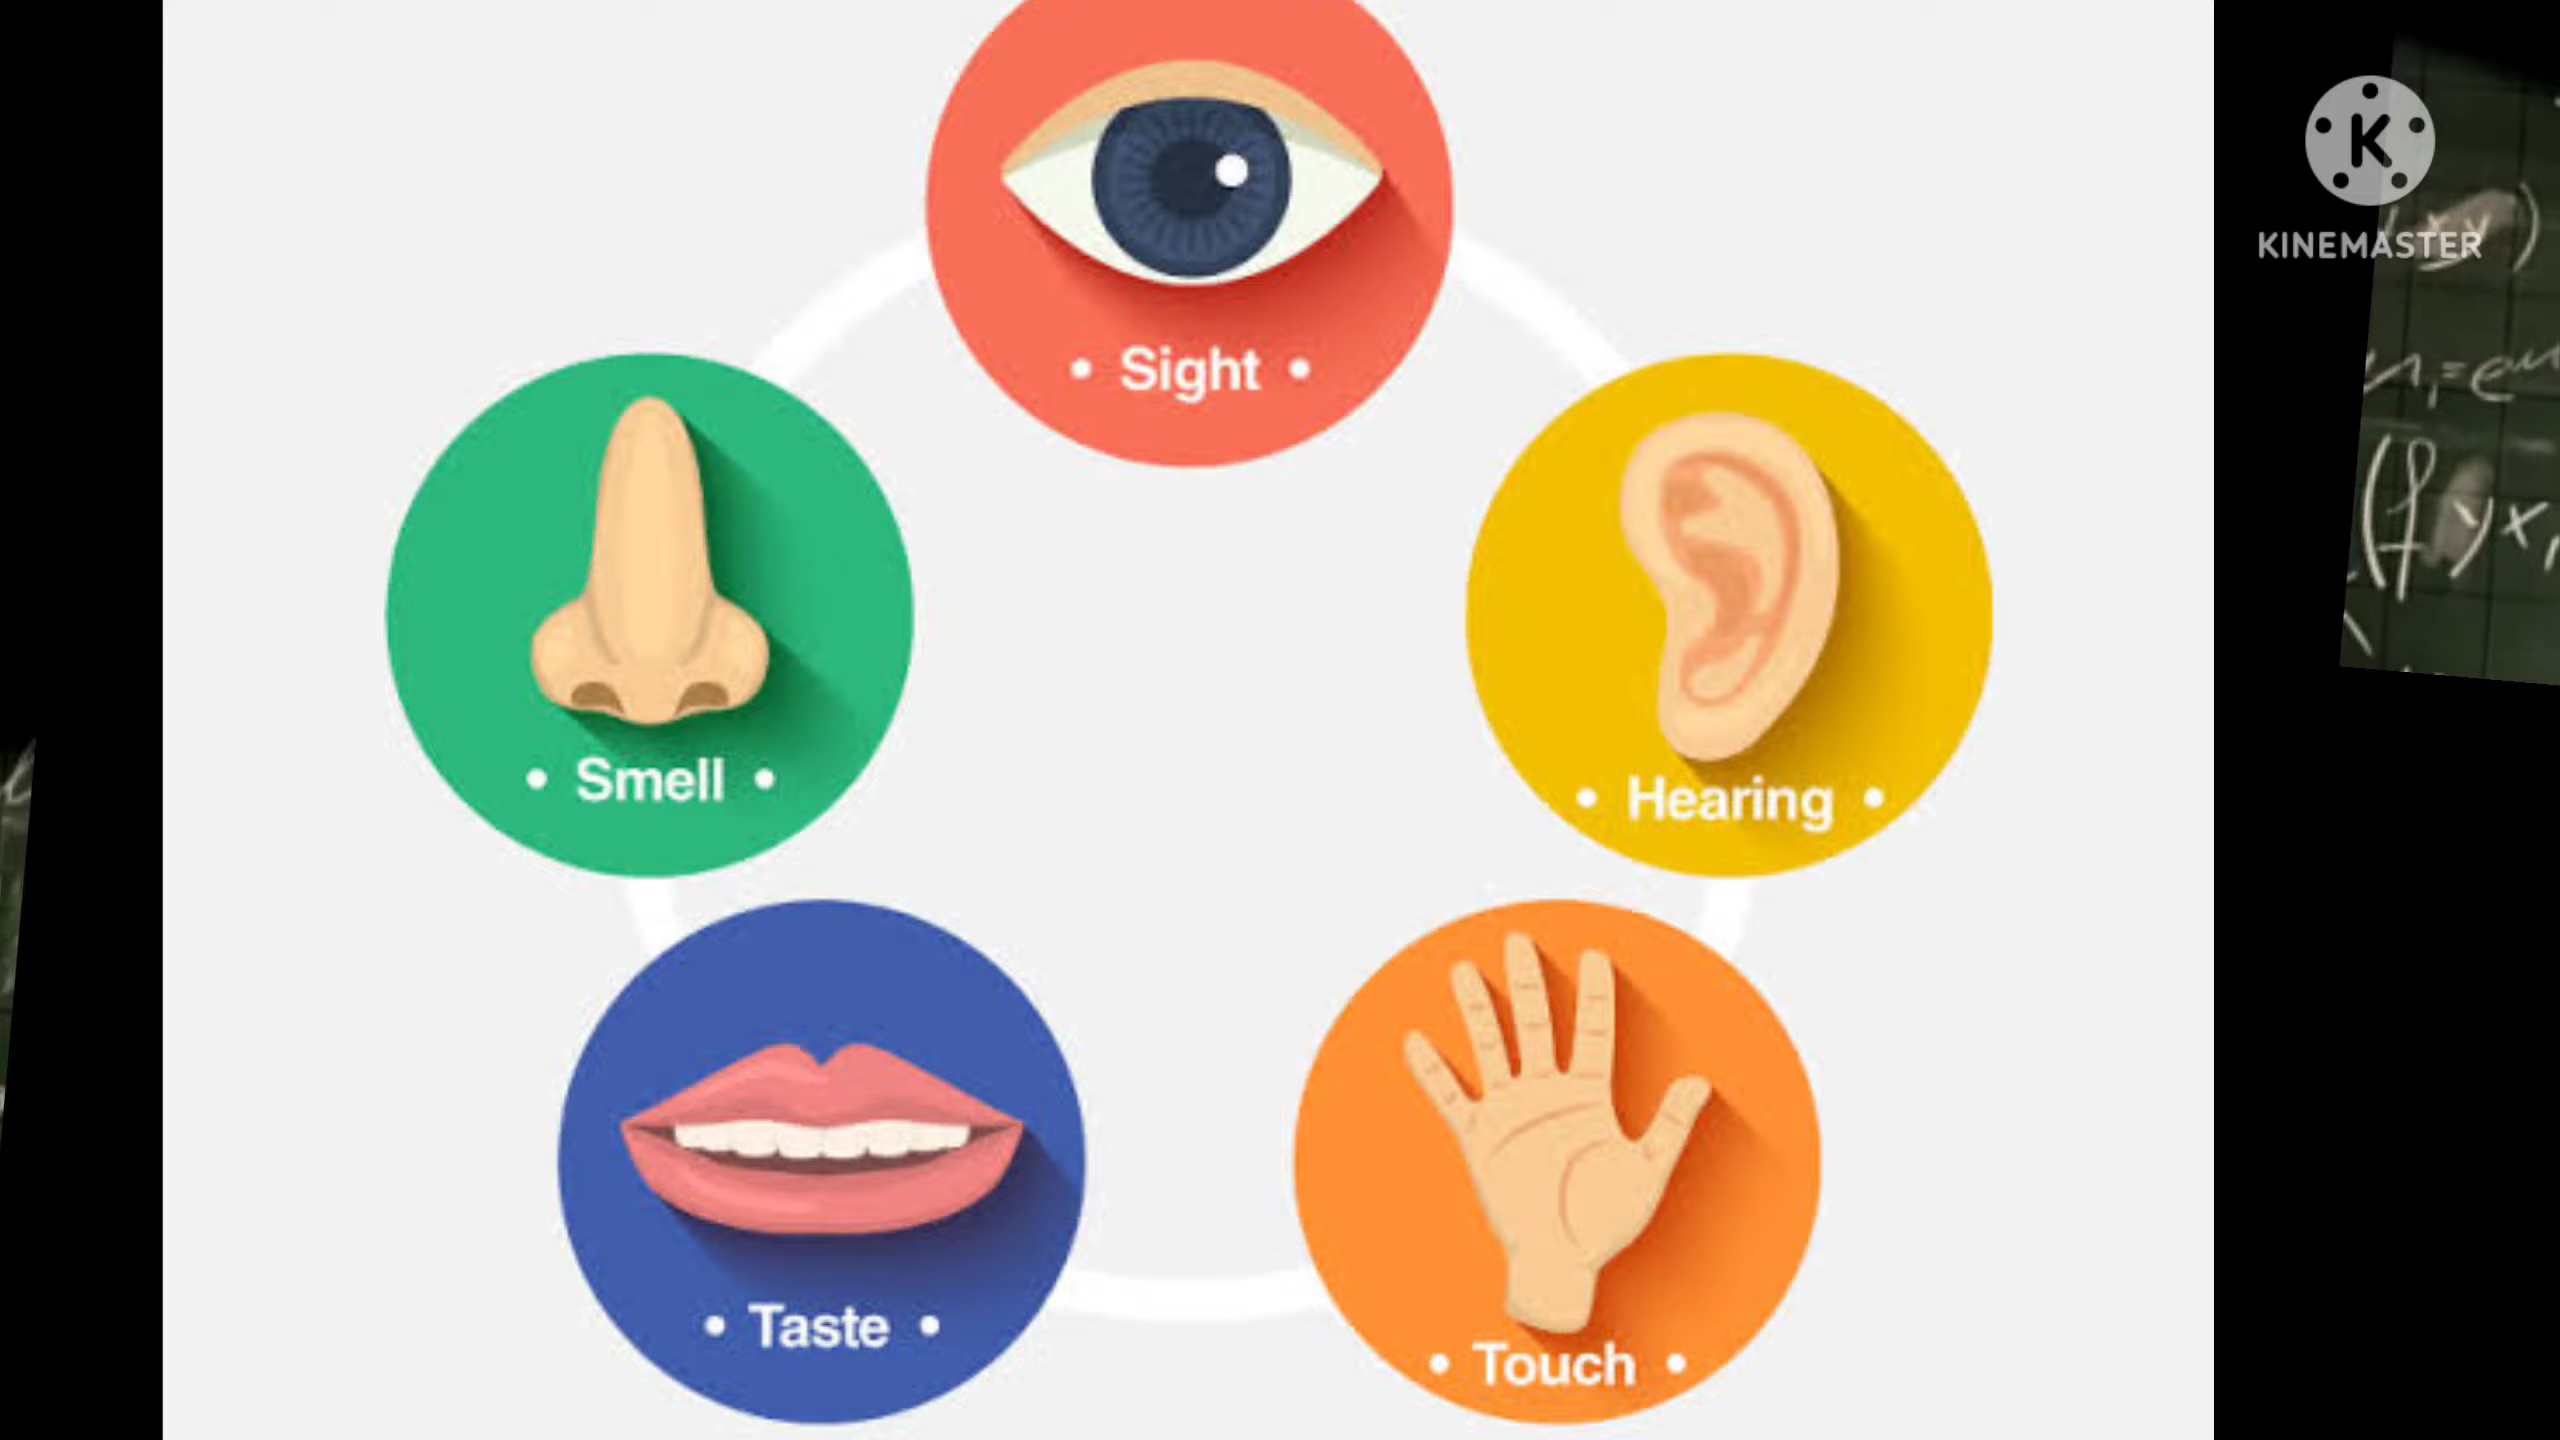 • Sight •
• Smell •
• Hearing •
• Taste •
• Touch •
K
KINEMASTER